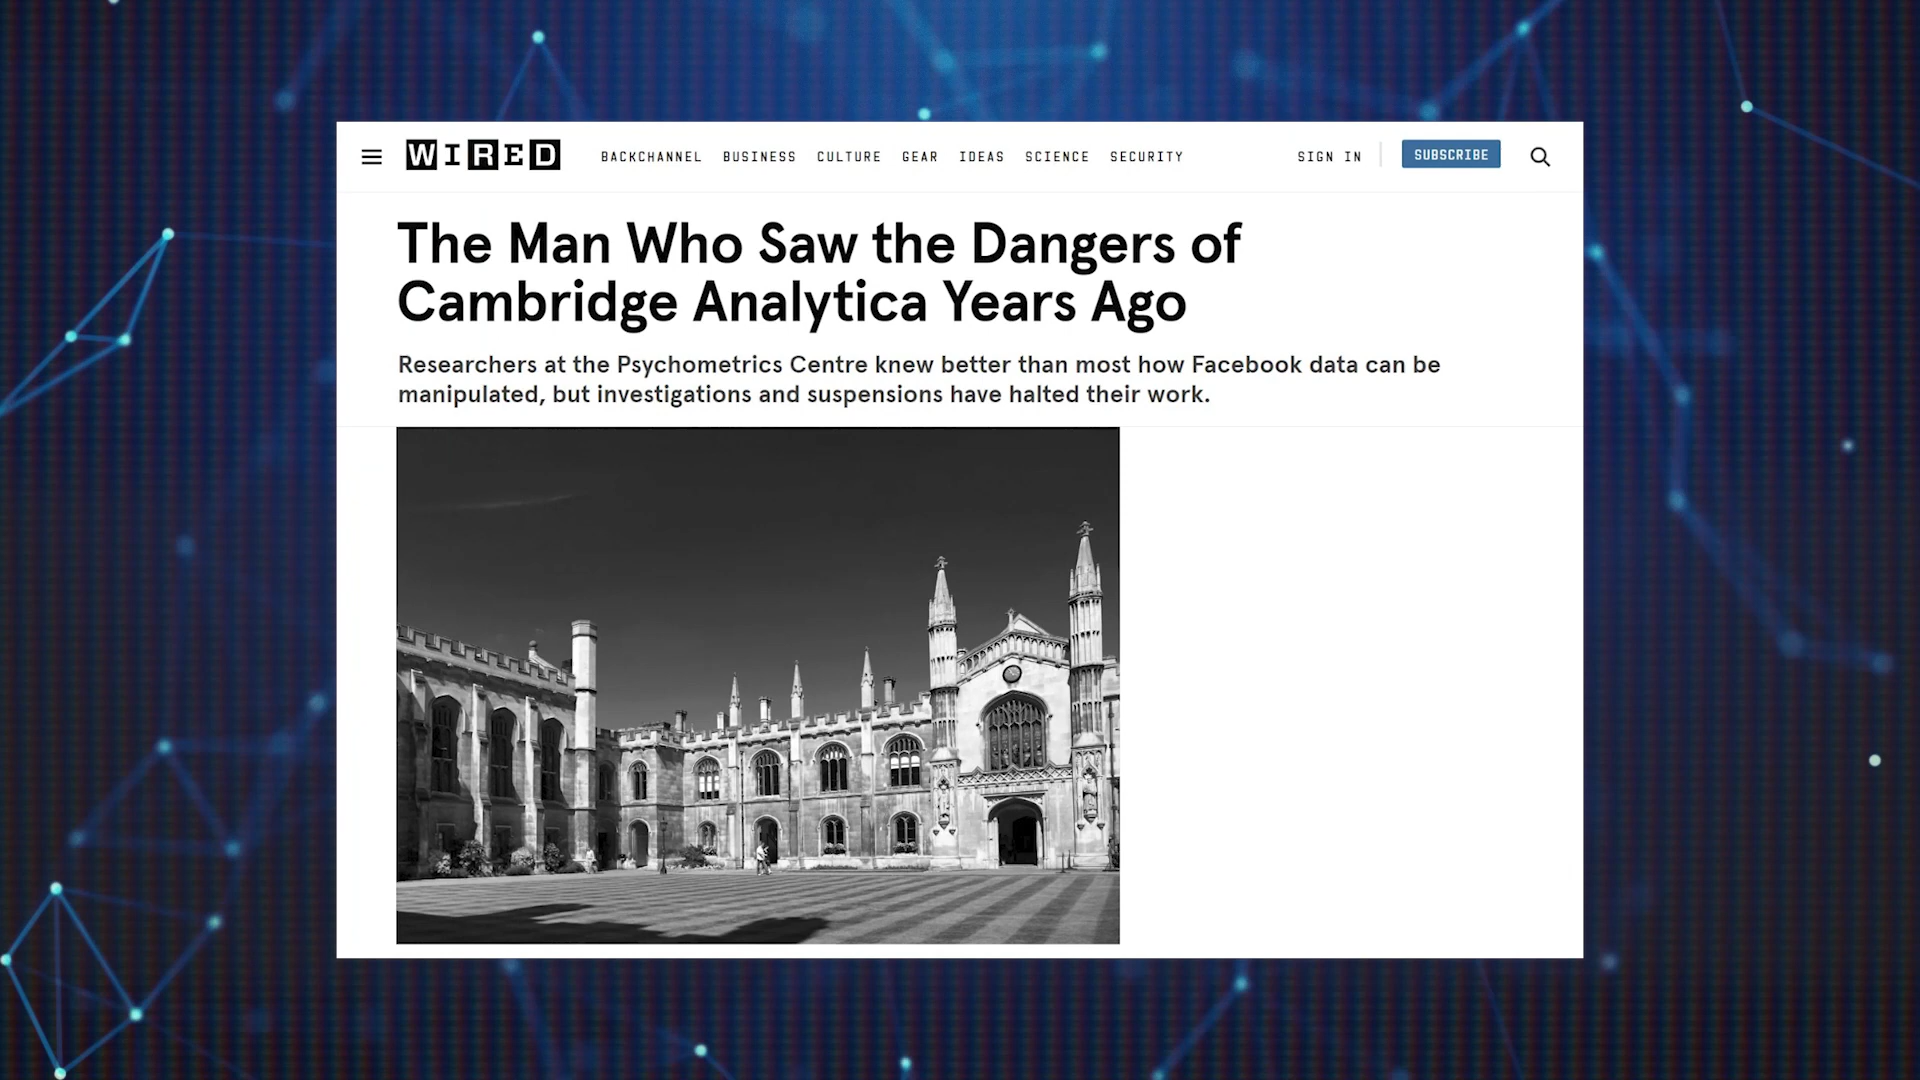 WIRED
BACKCHANNEL BUSINESS CULTURE GEAR IDEAS SCIENCE SECURITY
SIGN IN
SUBSCRIBE
The Man Who Saw the Dangers of
Cambridge Analytica Years Ago
Researchers at the Psychometrics Centre knew better than most how Facebook data can be
manipulated, but investigations and suspensions have halted their work.